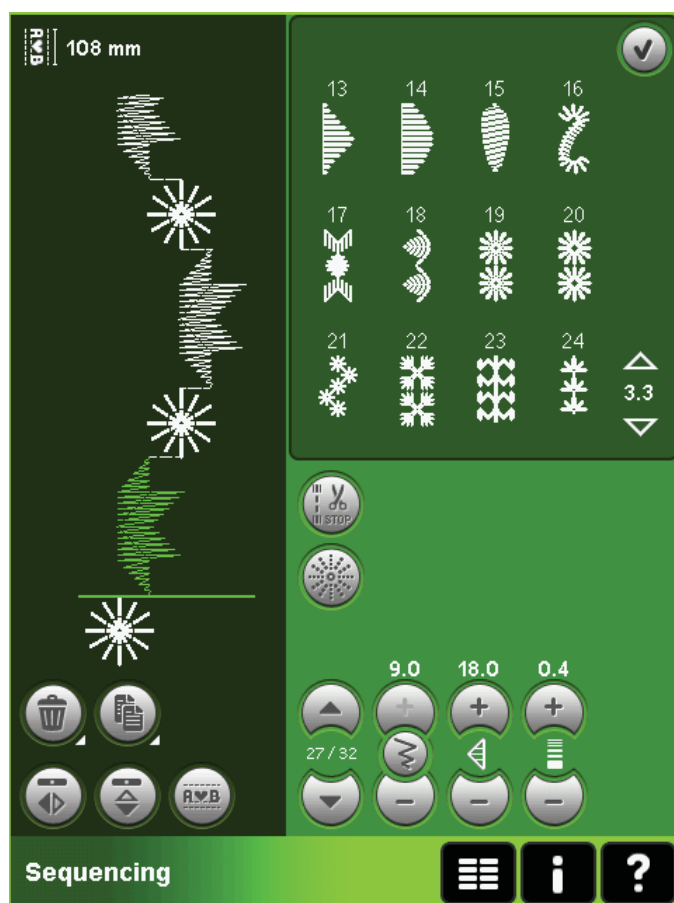 A♥B 108 mm
13 14 15 16
17 18 19 20
21 22 23 24
3.3
STOP
9.0 18.0 0.4
27/32
A♥B
Sequencing
i ?